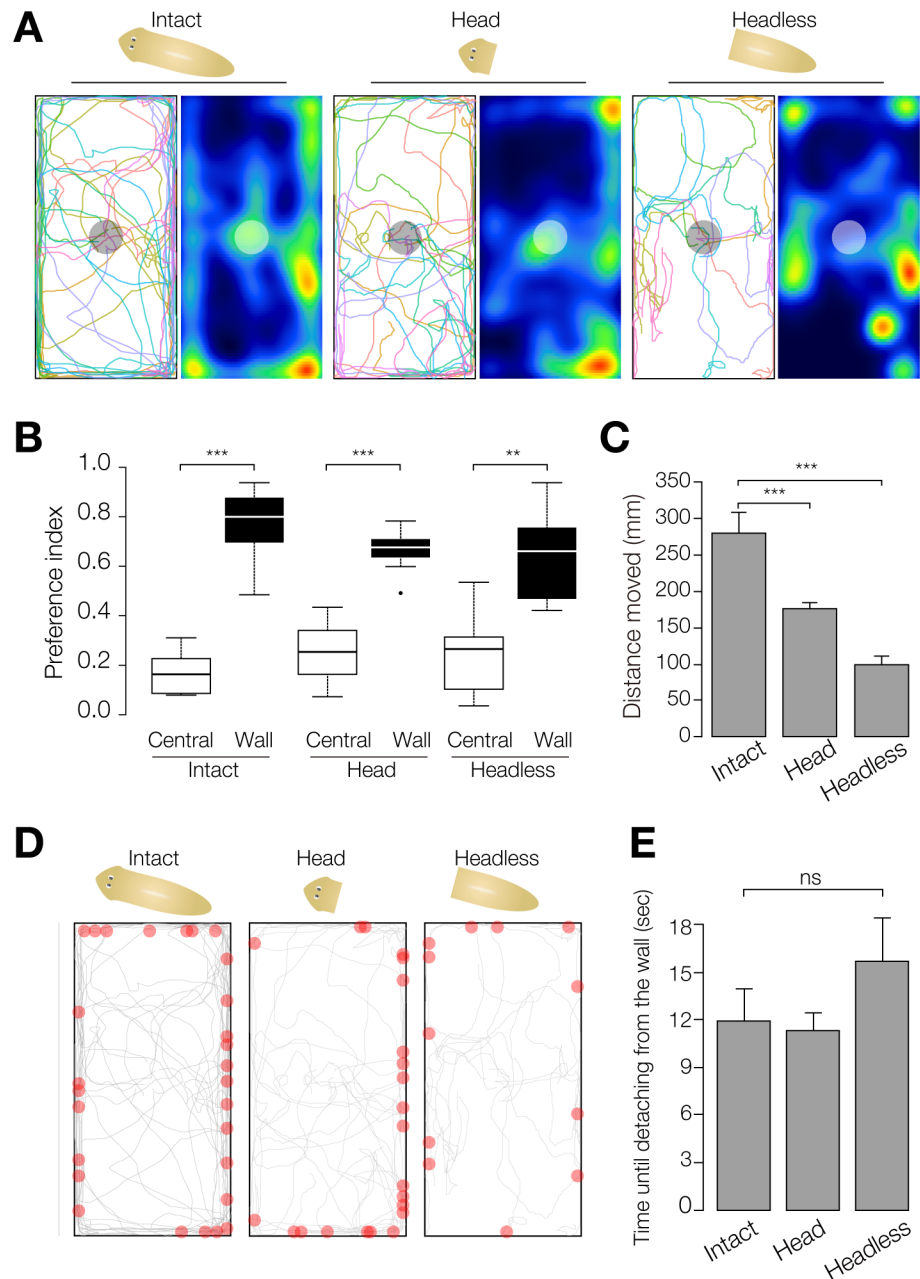 A
Intact
Head
Headless
B
***
***
**
1.0
0.8
0.6
0.4
0.2
0.0
Preference index
Central
Wall
Central
Wall
Central
Wall
Intact
Head
Headless
C
***
***
350
300
250
200
150
100
50
0
Distance moved (mm)
Intact
Head
Headless
D
Intact
Head
Headless
E
ns
18
15
12
9
6
3
0
Time until detaching from the wall (sec)
Intact
Head
Headless